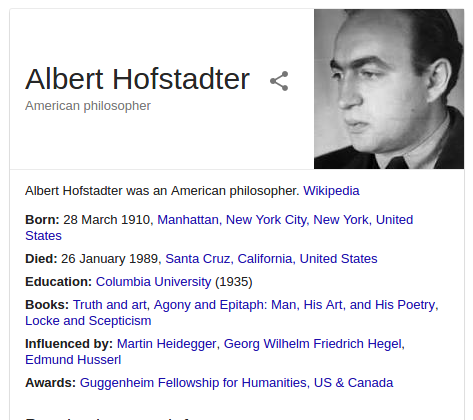 Albert Hofstadter
American philosopher
Albert Hofstadter was an American philosopher. Wikipedia
Born: 28 March 1910, Manhattan, New York City, New York, United
States
Died: 26 January 1989, Santa Cruz, California, United States
Education: Columbia University (1935)
Books: Truth and art, Agony and Epitaph: Man, His Art, and His Poetry,
Locke and Scepticism
Influenced by: Martin Heidegger, Georg Wilhelm Friedrich Hegel,
Edmund Husserl
Awards: Guggenheim Fellowship for Humanities, US & Canada